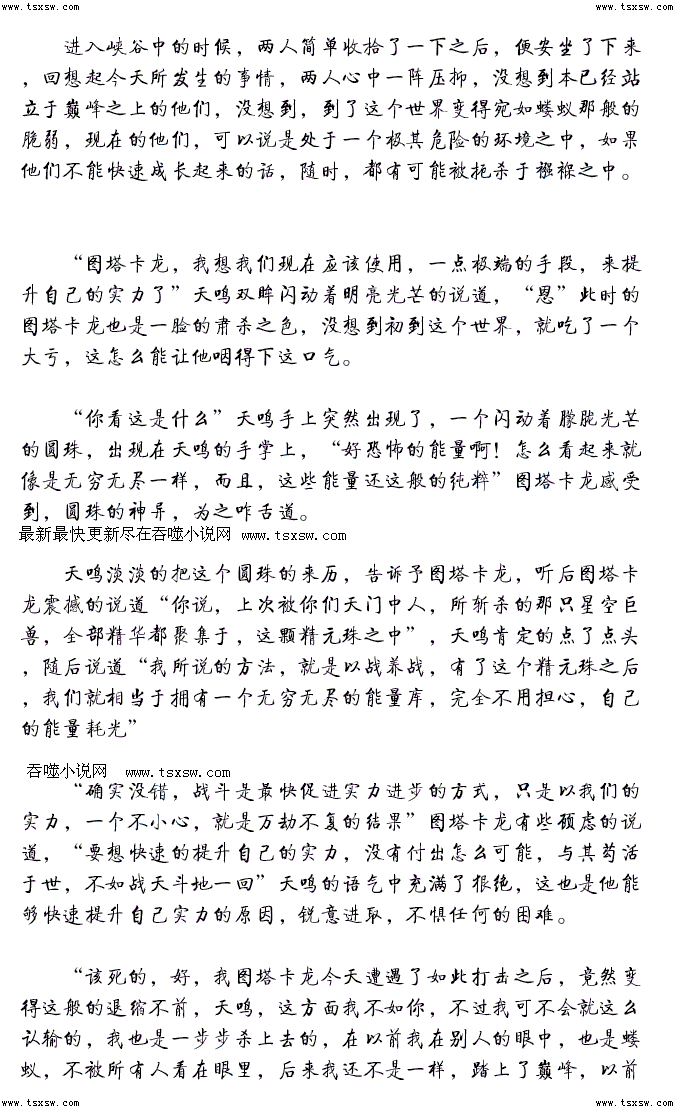 www.tsxsw.com www.tsxsw.com
进入峡谷中的时候，两人简单收拾了一下之后，便安坐了下来
，回想起今天所发生的事情，两人心中一阵压抑，没想到本已经站
立于巅峰之上的他们，没想到，到了这个世界变得宛如蝼蚁那般的
脆弱，现在的他们，可以说是处于一个极其危险的环境之中，如果
他们不能快速成长起来的话，随时，都有可能被扼杀于襁褓之中。
“图塔卡龙，我想我们现在应该使用，一点极端的手段，来提
升自己的实力了”天鸣双眸闪动着明亮光芒的说道，“恩”此时的
图塔卡龙也是一脸的肃杀之色，没想到初到这个世界，就吃了一个
大亏，这怎么能让他咽得下这口气。
“你看这是什么”天鸣手上突然出现了，一个闪动着朦胧光芒
的圆珠，出现在天鸣的手掌上，“好恐怖的能量啊！怎么看起来就
像是无穷无尽一样，而且，这些能量还这般的纯粹”图塔卡龙感受
到，圆珠的神异，为之咋舌道。
最新最快更新尽在吞噬小说网 www.tsxsw.com
天鸣淡淡的把这个圆珠的来历，告诉予图塔卡龙，听后图塔卡
龙震撼的说道“你说，上次被你们天门中人，所斩杀的那只星空巨
兽，全部精华都聚集于，这颗精元珠之中”，天鸣肯定的点了点头
，随后说道“我所说的方法，就是以战养战，有了这个精元珠之后
，我们就相当于拥有一个无穷无尽的能量库，完全不用担心，自己
的能量耗光”
吞噬小说网 www.tsxsw.com
“确实没错，战斗是最快促进实力进步的方式，只是以我们的
实力，一个不小心，就是万劫不复的结果”图塔卡龙有些顾虑的说
道，“要想快速的提升自己的实力，没有付出怎么可能，与其苟活
于世，不如战天斗地一回”天鸣的语气中充满了狠绝，这也是他能
够快速提升自己实力的原因，锐意进取，不惧任何的困难。
“该死的，好，我图塔卡龙今天遭遇了如此打击之后，竟然变
得这般的退缩不前，天鸣，这方面我不如你，不过我可不会就这么
认输的，我也是一步步杀上去的，在以前我在别人的眼中，也是蝼
蚁，不被所有人看在眼里，后来我还不是一样，踏上了巅峰，以前
www.tsxsw.com www.tsxsw.com